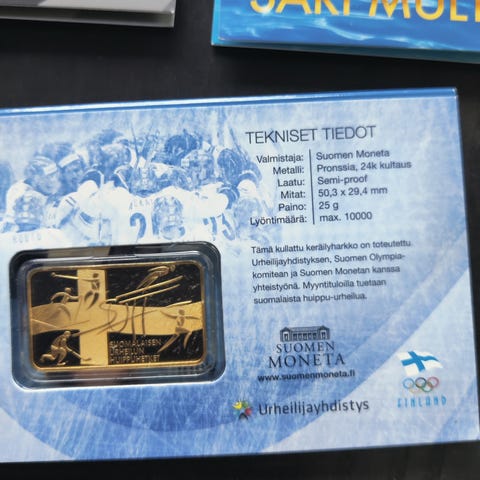 TEKNISET TIEDOT
Valmistaja: Suomen Moneta
Metalli: Pronssia, 24k kultaus
Laatu: Semi-proof
Mitat: 50,3 x 29,4 mm
Paino: 25 g
Lyöntimäärä: max. 10000
Tämä kullattu keräilyharkko on toteutettu
Urheilijayhdistyksen, Suomen Olympia-
komitean ja Suomen Monetan kanssa
yhteistyönä. Myyntituloilla tuetaan
suomalaista huippu-urheilua.
SUOMALAISEN
URHEILUN
HUIPPUHETKET
SUOMEN
MONETA
www.suomenmoneta.fi
Urheilijayhdistys
FINLAND